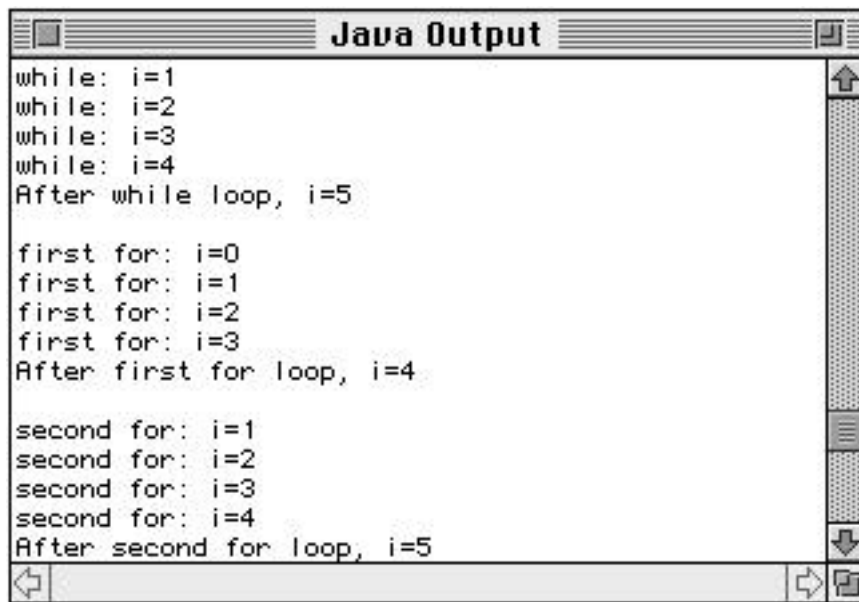 Java Output
while: i=1
while: i=2
while: i=3
while: i=4
After while loop, i=5
first for: i=0
first for: i=1
first for: i=2
first for: i=3
After first for loop, i=4
second for: i=1
second for: i=2
second for: i=3
second for: i=4
After second for loop, i=5